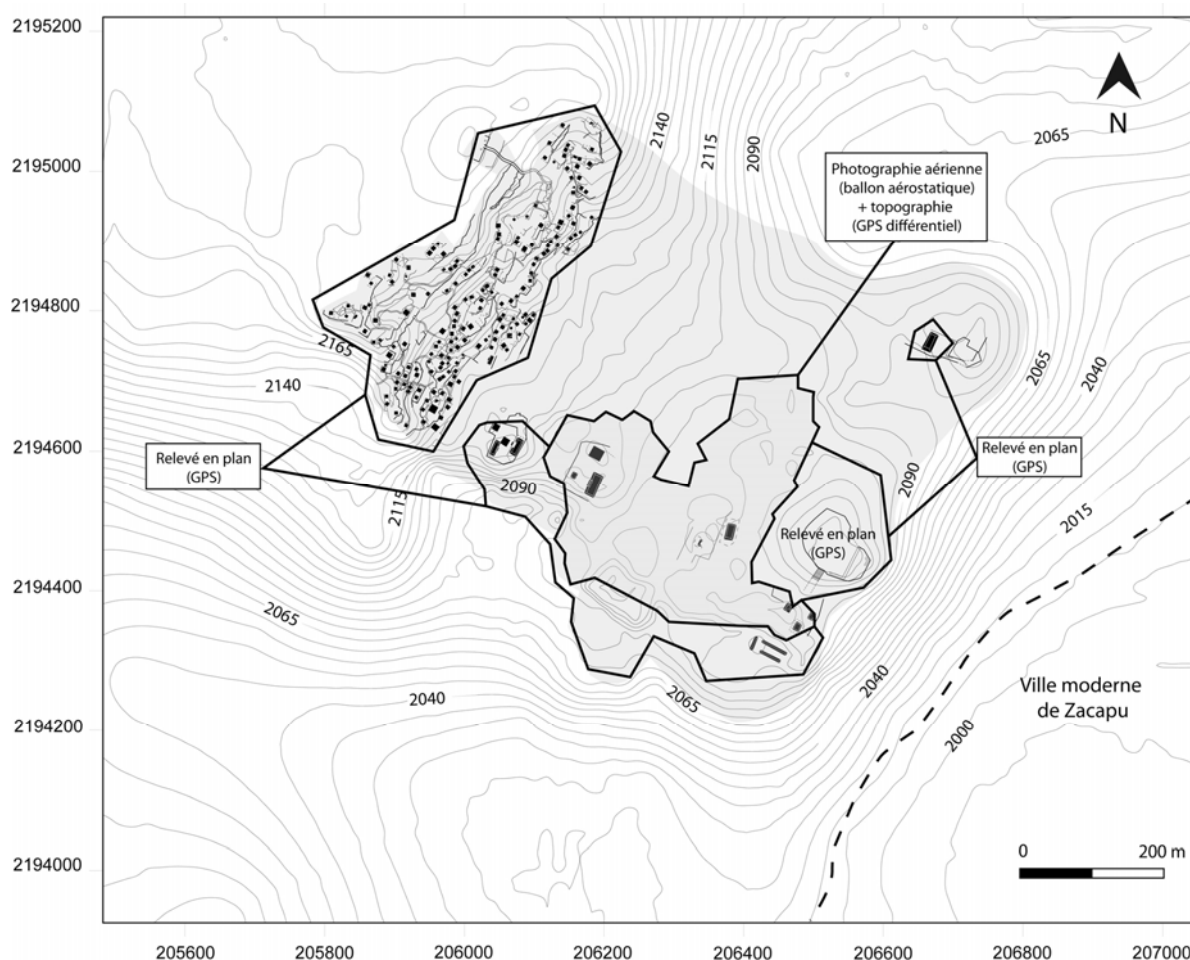 2195200
2195000
2194800
2194600
2194400
2194200
2194000
2140
2115
2090
2065
N
Photographie aérienne
(ballon aérostatique)
+ topographie
(GPS différentiel)
2165
2140
2065
2040
Relevé en plan
(GPS)
2115
2090
2090
Relevé en plan
(GPS)
2015
Relevé en plan
(GPS)
2065
2040
2065
2040
2000
Ville moderne
de Zacapu
0 200 m
205600 205800 206000 206200 206400 206600 206800 207000